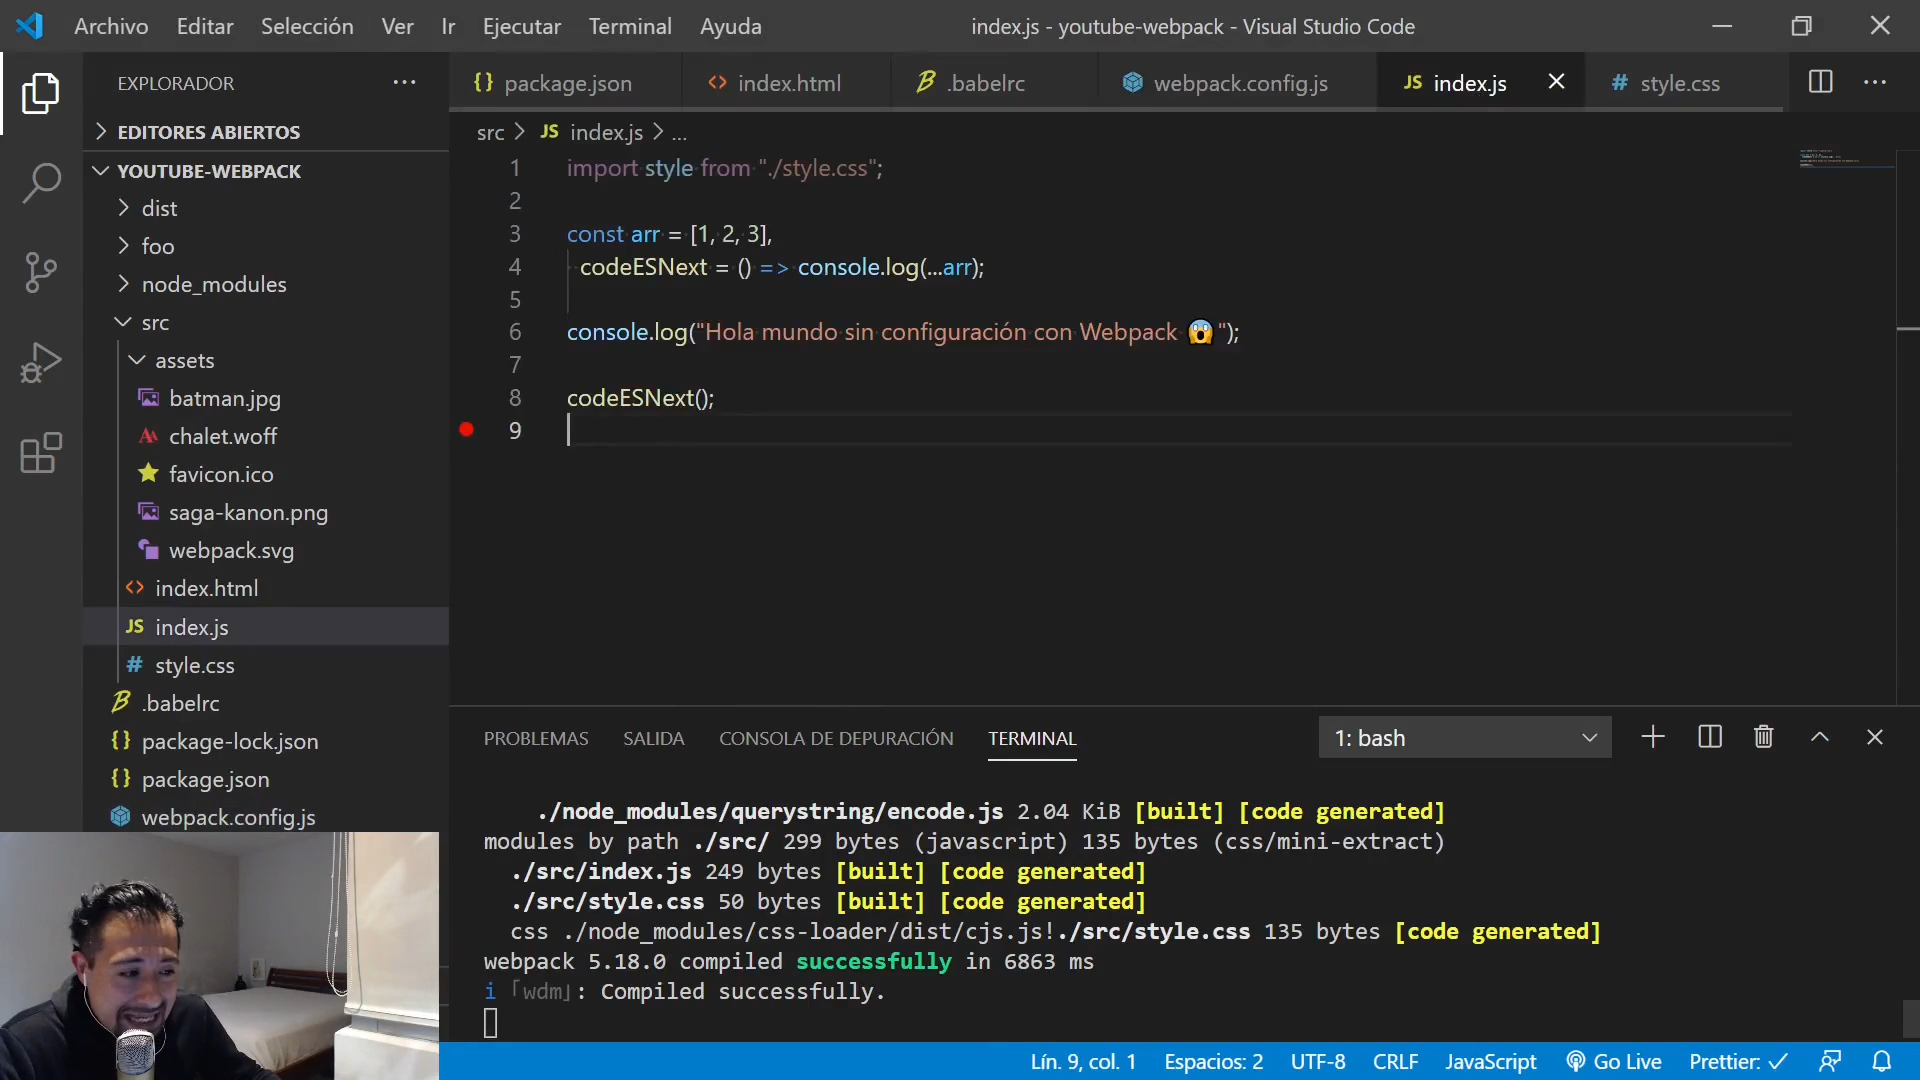 Archivo Editar Selección Ver Ir Ejecutar Terminal Ayuda index.js - youtube-webpack - Visual Studio Code
EXPLORADOR
EDITORES ABIERTOS
YOUTUBE-WEBPACK
dist
foo
node_modules
src
assets
batman.jpg
chalet.woff
favicon.ico
saga-kanon.png
webpack.svg
index.html
JS index.js
# style.css
.babelrc
{} package-lock.json
{} package.json
webpack.config.js
{} package.json <> index.html .babelrc webpack.config.js JS index.js # style.css
src > JS index.js > ...
1 import style from "./style.css";
2
3 const arr = [1, 2, 3],
4 codeESNext = () => console.log(...arr);
5
6 console.log("Hola mundo sin configuración con Webpack 😱");
7
8 codeESNext();
9
PROBLEMAS SALIDA CONSOLA DE DEPURACIÓN TERMINAL 1: bash
./node_modules/querystring/encode.js 2.04 KiB [built] [code generated]
modules by path ./src/ 299 bytes (javascript) 135 bytes (css/mini-extract)
./src/index.js 249 bytes [built] [code generated]
./src/style.css 50 bytes [built] [code generated]
css ./node_modules/css-loader/dist/cjs.js!./src/style.css 135 bytes [code generated]
webpack 5.18.0 compiled successfully in 6863 ms
i ｢wdm｣: Compiled successfully.
Lín. 9, col. 1 Espacios: 2 UTF-8 CRLF JavaScript Go Live Prettier: ✓